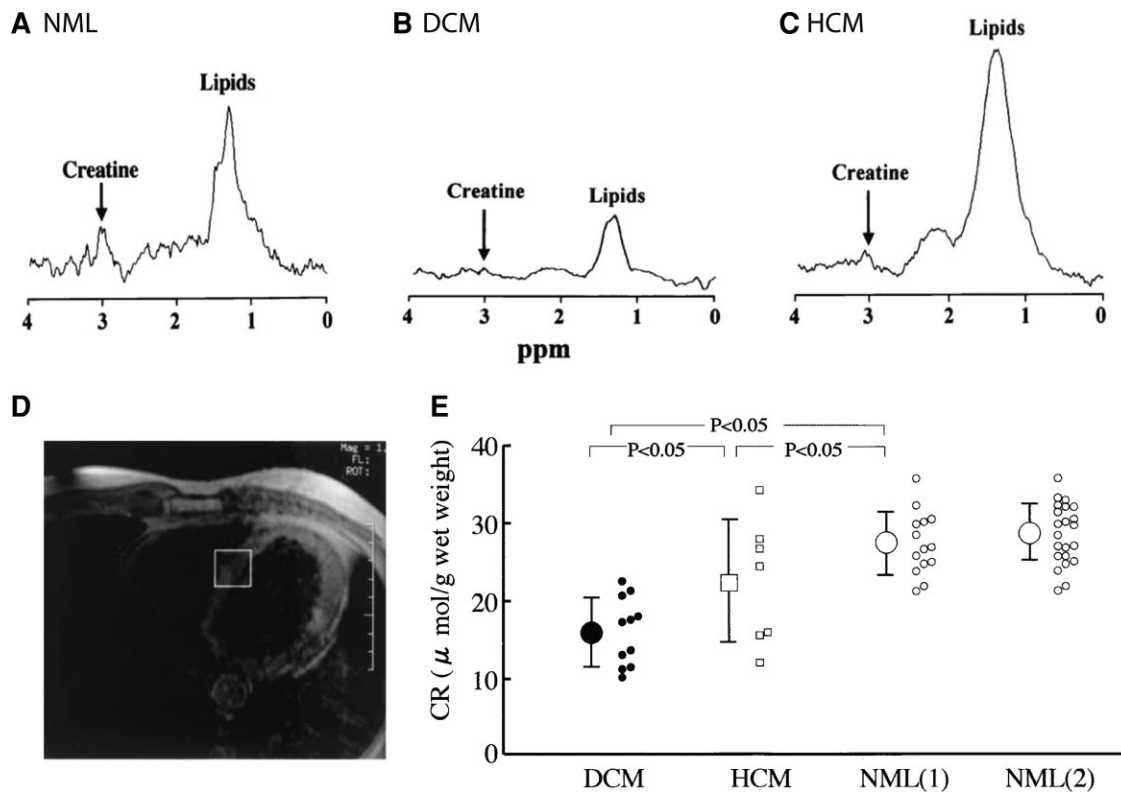 A NML
Lipids
Creatine
4 3 2 1 0
B DCM
Creatine
Lipids
4 3 2 1 0
ppm
C HCM
Lipids
Creatine
4 3 2 1 0
D
Mag = 1.
FL:
ROT:
E
P<0.05
P<0.05
P<0.05
CR ( μ mol/g wet weight)
40
30
20
10
0
DCM HCM NML(1) NML(2)